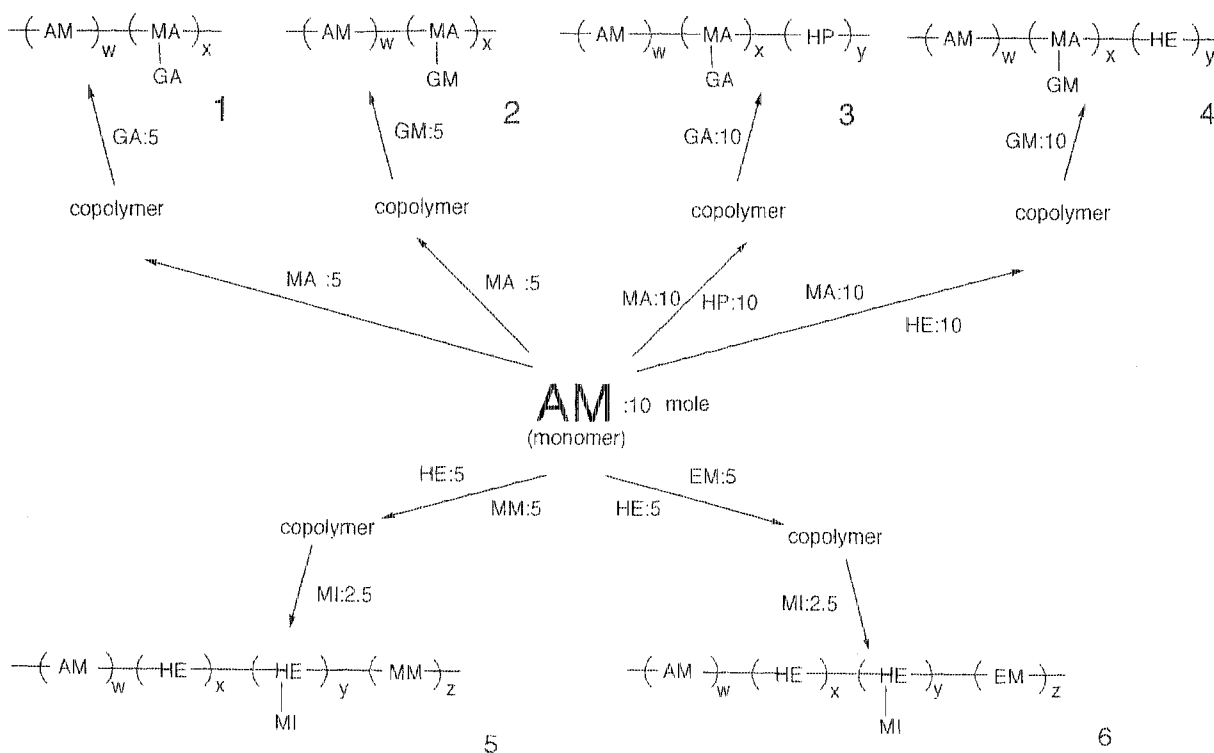 ( AM )w ( MA )x
GA
1
( AM )w ( MA )x
GM
2
( AM )w ( MA )x ( HP )y
GA
3
( AM )w ( MA )x ( HE )y
GM
4
GA:5
GM:5
GA:10
GM:10
copolymer
copolymer
copolymer
copolymer
MA :5
MA :5
MA:10
HP:10
MA:10
HE:10
AM :10 mole
(monomer)
HE:5
MM:5
EM:5
HE:5
copolymer
copolymer
MI:2.5
MI:2.5
( AM )w ( HE )x ( HE )y ( MM )z
MI
5
( AM )w ( HE )x ( HE )y ( EM )z
MI
6